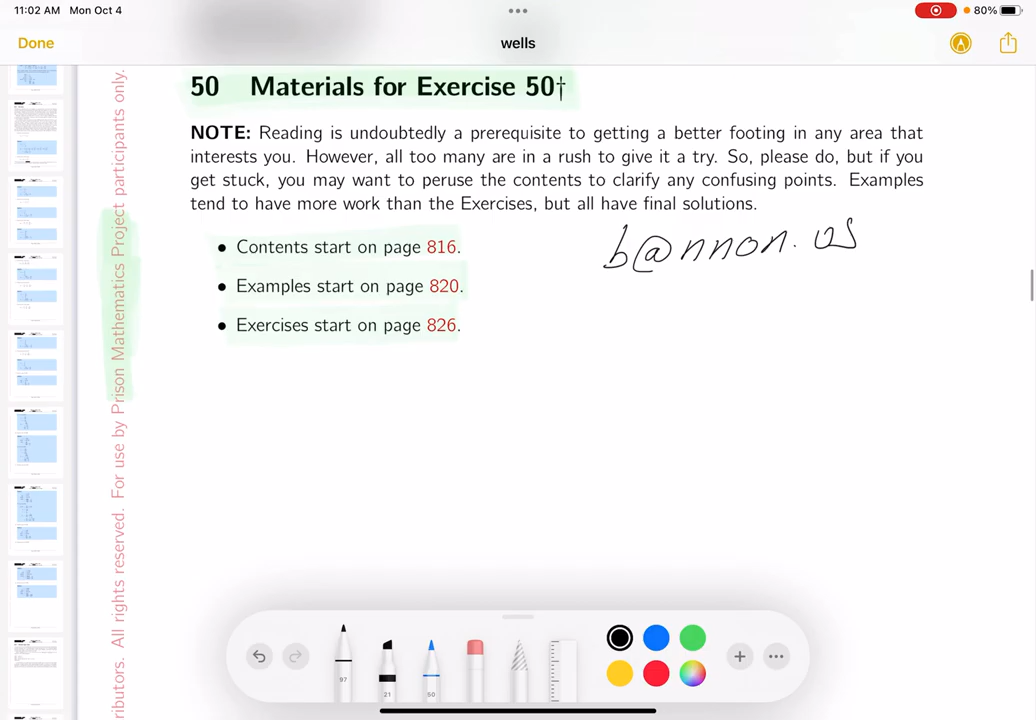 11:02 AM Mon Oct 4
80%
Done
wells
50 Materials for Exercise 50†
NOTE: Reading is undoubtedly a prerequisite to getting a better footing in any area that
interests you. However, all too many are in a rush to give it a try. So, please do, but if you
get stuck, you may want to peruse the contents to clarify any confusing points. Examples
tend to have more work than the Exercises, but all have final solutions.
• Contents start on page 816.
• Examples start on page 820.
• Exercises start on page 826.
b@nnon.us
ributors. All rights reserved. For use by Prison Mathematics Project participants only.
97
21
50